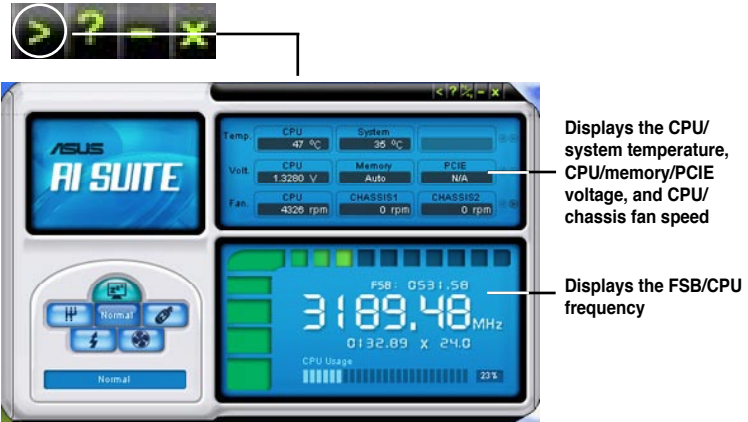 > ? - x
< ? °C/°F - x
ASUS
AI SUITE
Temp. CPU System
47 °C 35 °C
Volt. CPU Memory PCIE
1.3280 V Auto N/A
Fan. CPU CHASSIS1 CHASSIS2
4326 rpm 0 rpm 0 rpm
Displays the CPU/
system temperature,
CPU/memory/PCIE
voltage, and CPU/
chassis fan speed
FSB: 0531.58
3189.48 MHz
0132.89 x 24.0
CPU Usage
23%
Displays the FSB/CPU
frequency
Normal
Normal